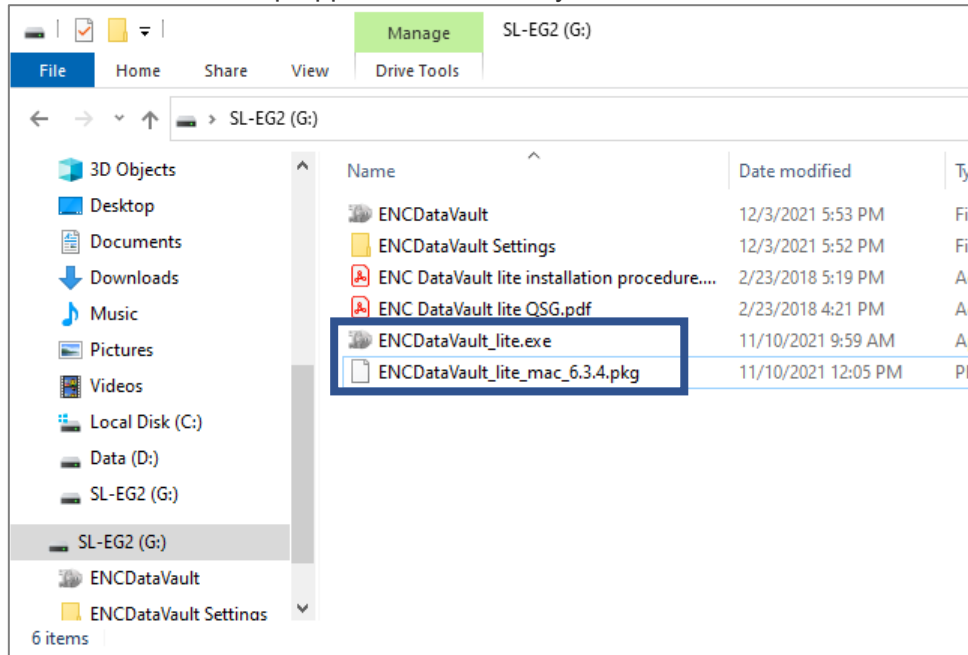 Manage SL-EG2 (G:)
File Home Share View Drive Tools
SL-EG2 (G:)
Name Date modified
3D Objects
Desktop
Documents
Downloads
Music
Pictures
Videos
Local Disk (C:)
Data (D:)
SL-EG2 (G:)
SL-EG2 (G:)
ENCDataVault
ENCDataVault Settings
ENCDataVault 12/3/2021 5:53 PM
ENCDataVault Settings 12/3/2021 5:52 PM
ENC DataVault lite installation procedure.... 2/23/2018 5:19 PM
ENC DataVault lite QSG.pdf 2/23/2018 4:21 PM
ENCDataVault_lite.exe 11/10/2021 9:59 AM
ENCDataVault_lite_mac_6.3.4.pkg 11/10/2021 12:05 PM
6 items